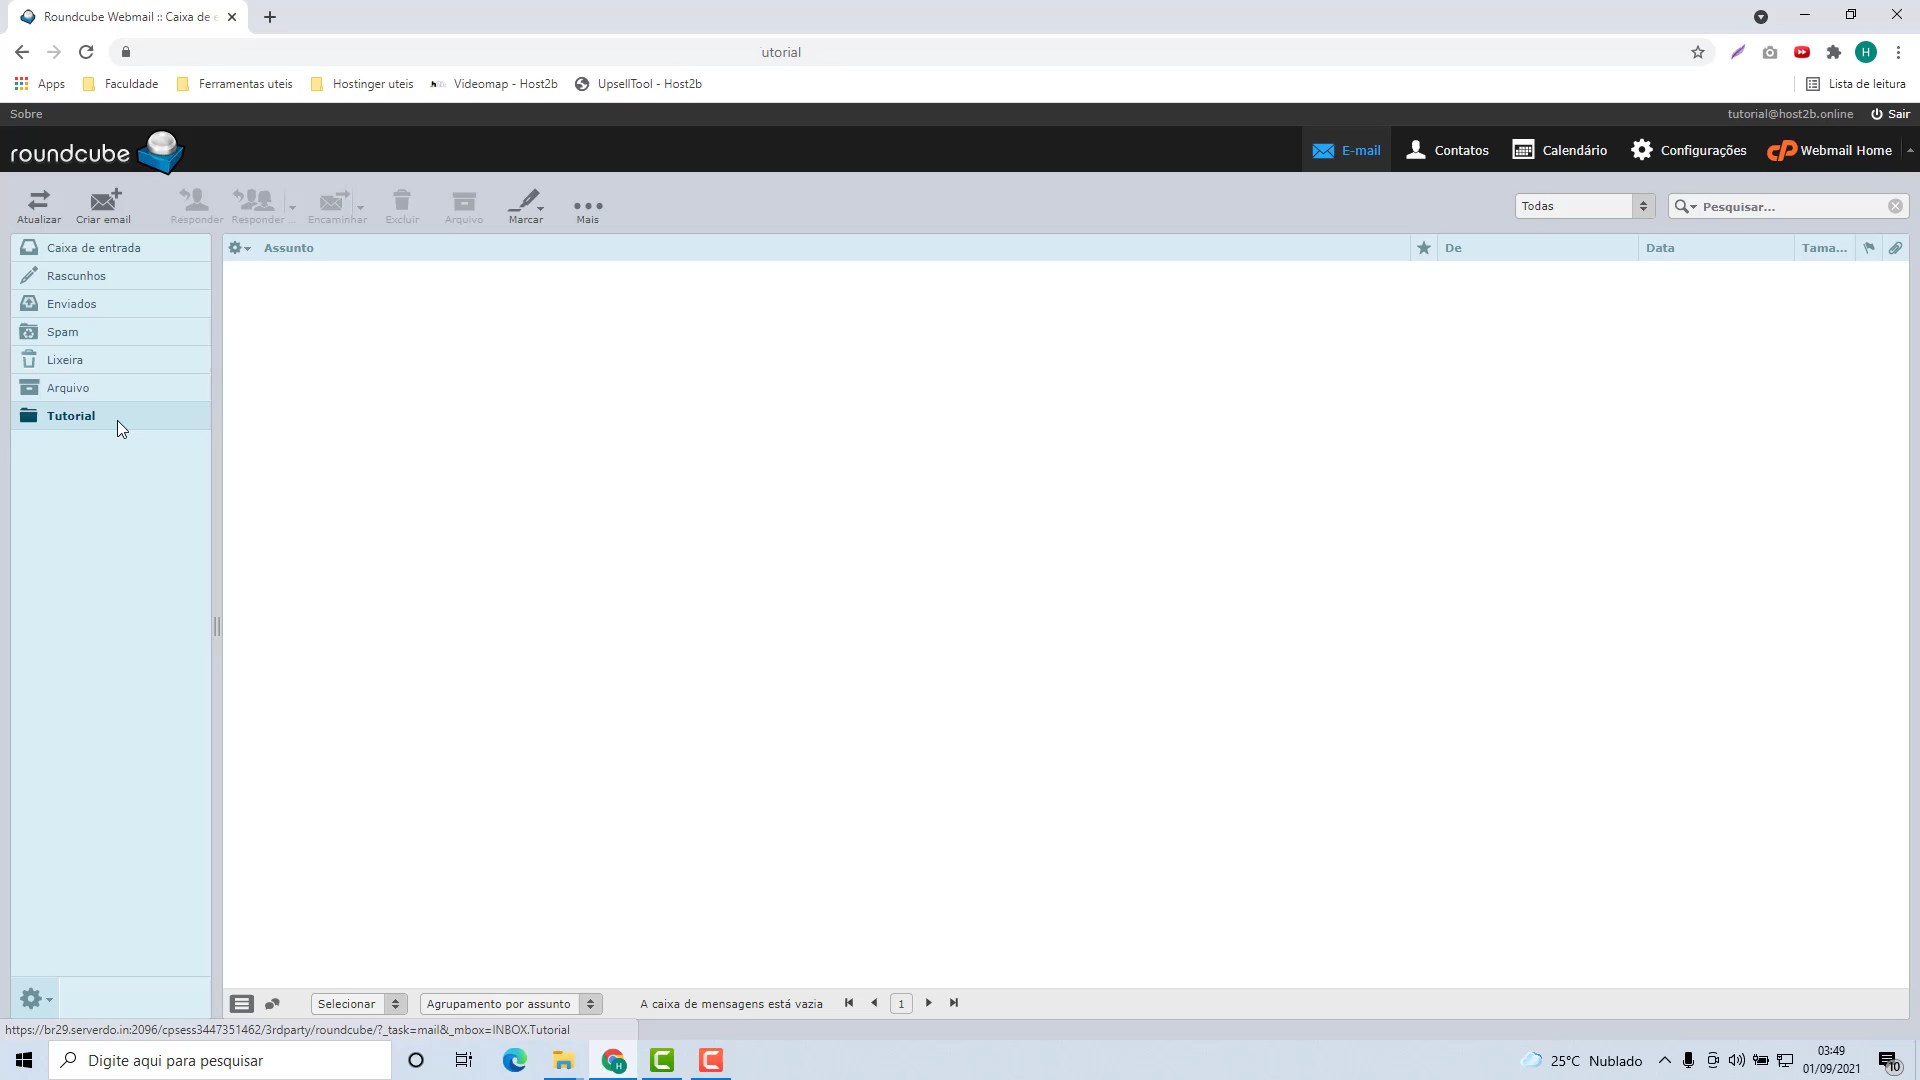 Roundcube Webmail :: Caixa de e
utorial
Apps
Faculdade
Ferramentas uteis
Hostinger uteis
Videomap - Host2b
UpsellTool - Host2b
Lista de leitura
H
Sobre
tutorial@host2b.online
Sair
roundcube
E-mail
Contatos
Calendário
Configurações
cP Webmail Home
Atualizar
Criar email
Responder
Responder ...
Encaminhar
Excluir
Arquivo
Marcar
Mais
Todas
Pesquisar...
Caixa de entrada
Rascunhos
Enviados
Spam
Lixeira
Arquivo
Tutorial
Assunto
De
Data
Tama...
Selecionar
Agrupamento por assunto
A caixa de mensagens está vazia
1
https://br29.serverdo.in:2096/cpsess3447351462/3rdparty/roundcube/?_task=mail&_mbox=INBOX.Tutorial
Digite aqui para pesquisar
25°C Nublado
03:49
01/09/2021
10